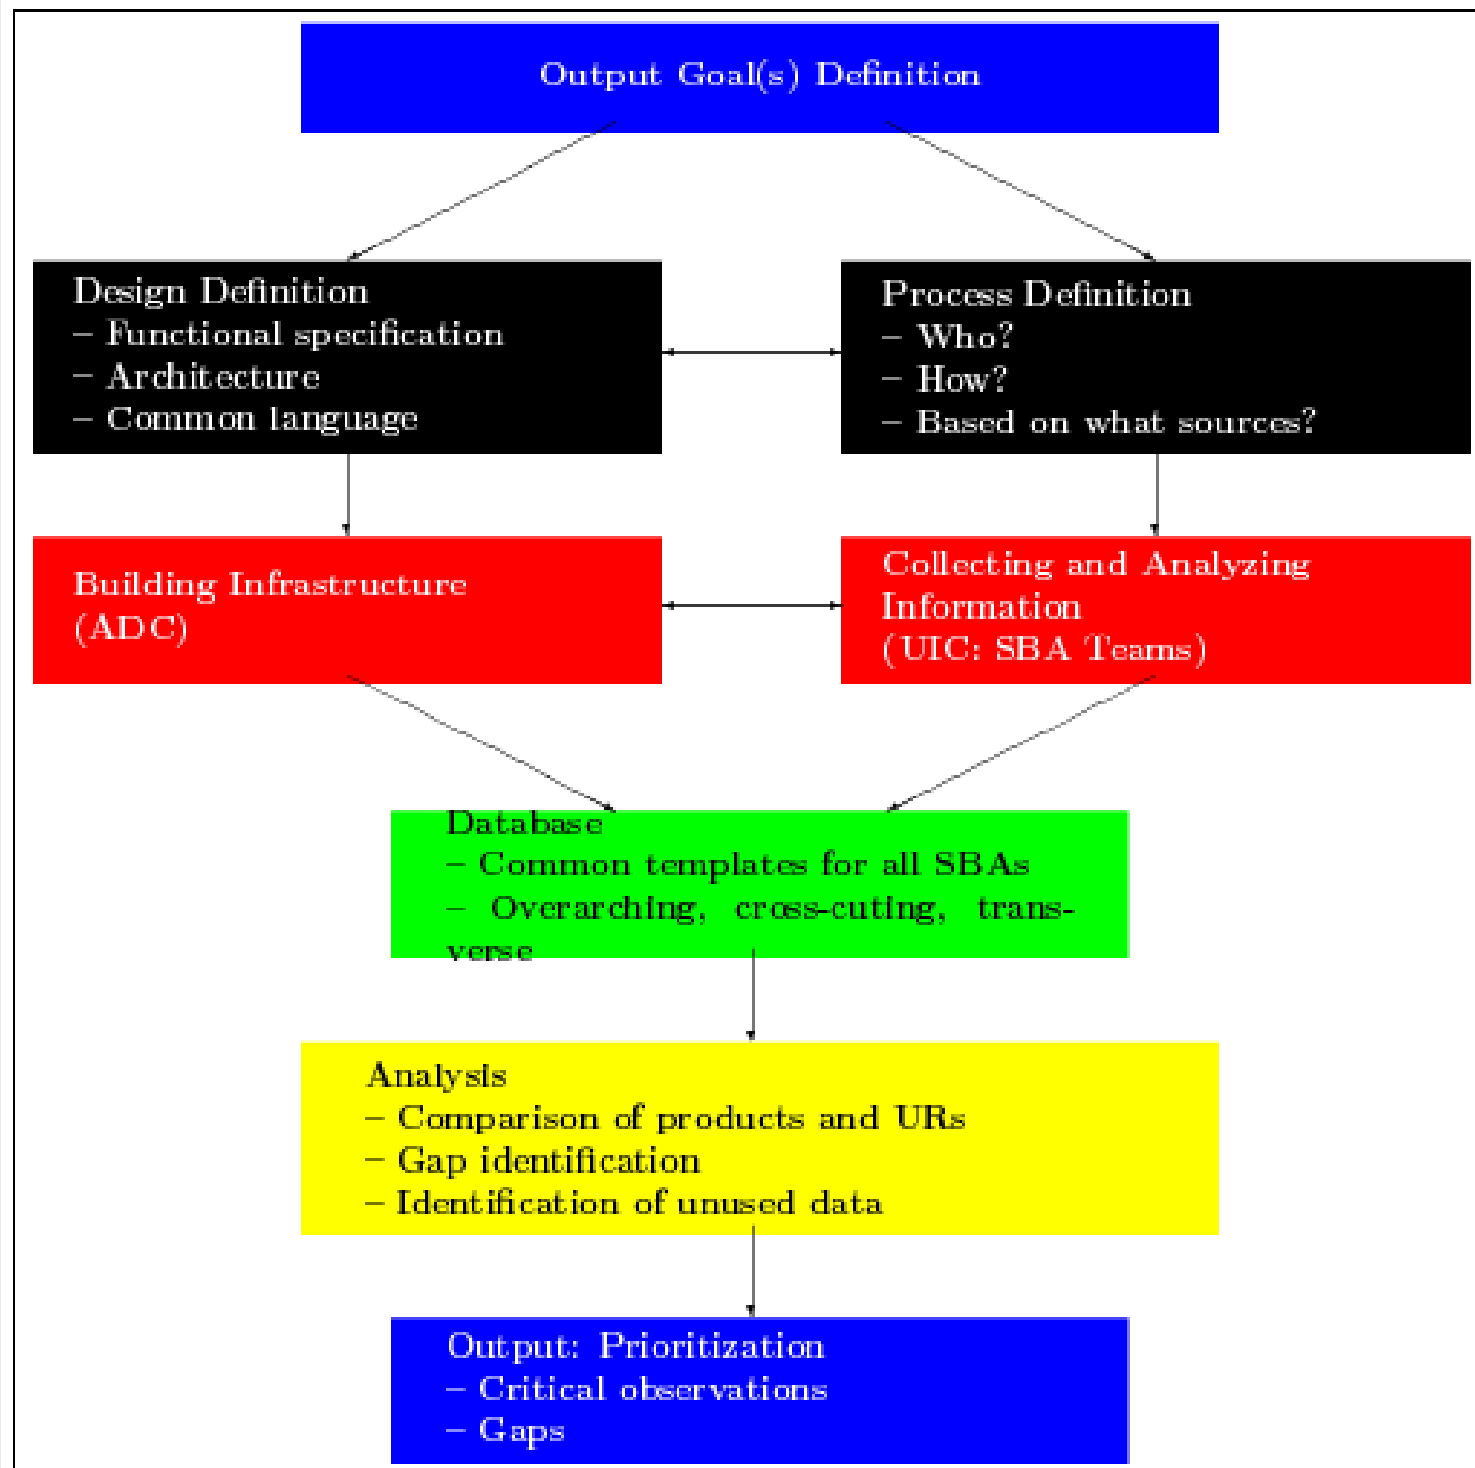 Output Goal(s) Definition
Design Definition
– Functional specification
– Architecture
– Common language
Process Definition
– Who?
– How?
– Based on what sources?
Building Infrastructure
(ADC)
Collecting and Analyzing
Information
(UIC: SBA Teams)
Database
– Common templates for all SBAs
– Overarching, cross-cuting, trans-
verse
Analysis
– Comparison of products and URs
– Gap identification
– Identification of unused data
Output: Prioritization
– Critical observations
– Gaps